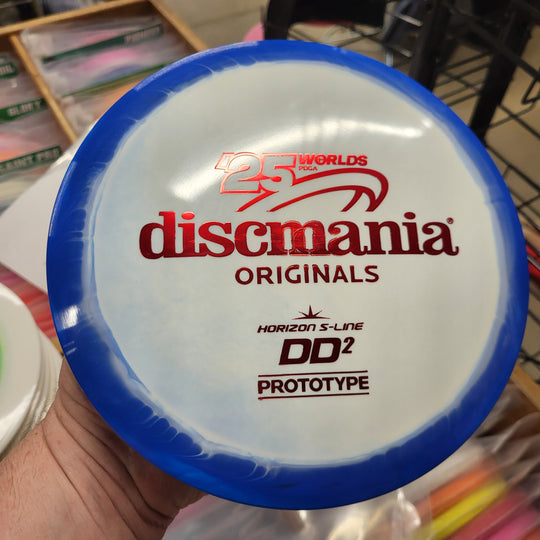 '25 WORLDS
PDGA
discmania®
ORIGINALS
HORIZON S-LINE
DD²
PROTOTYPE